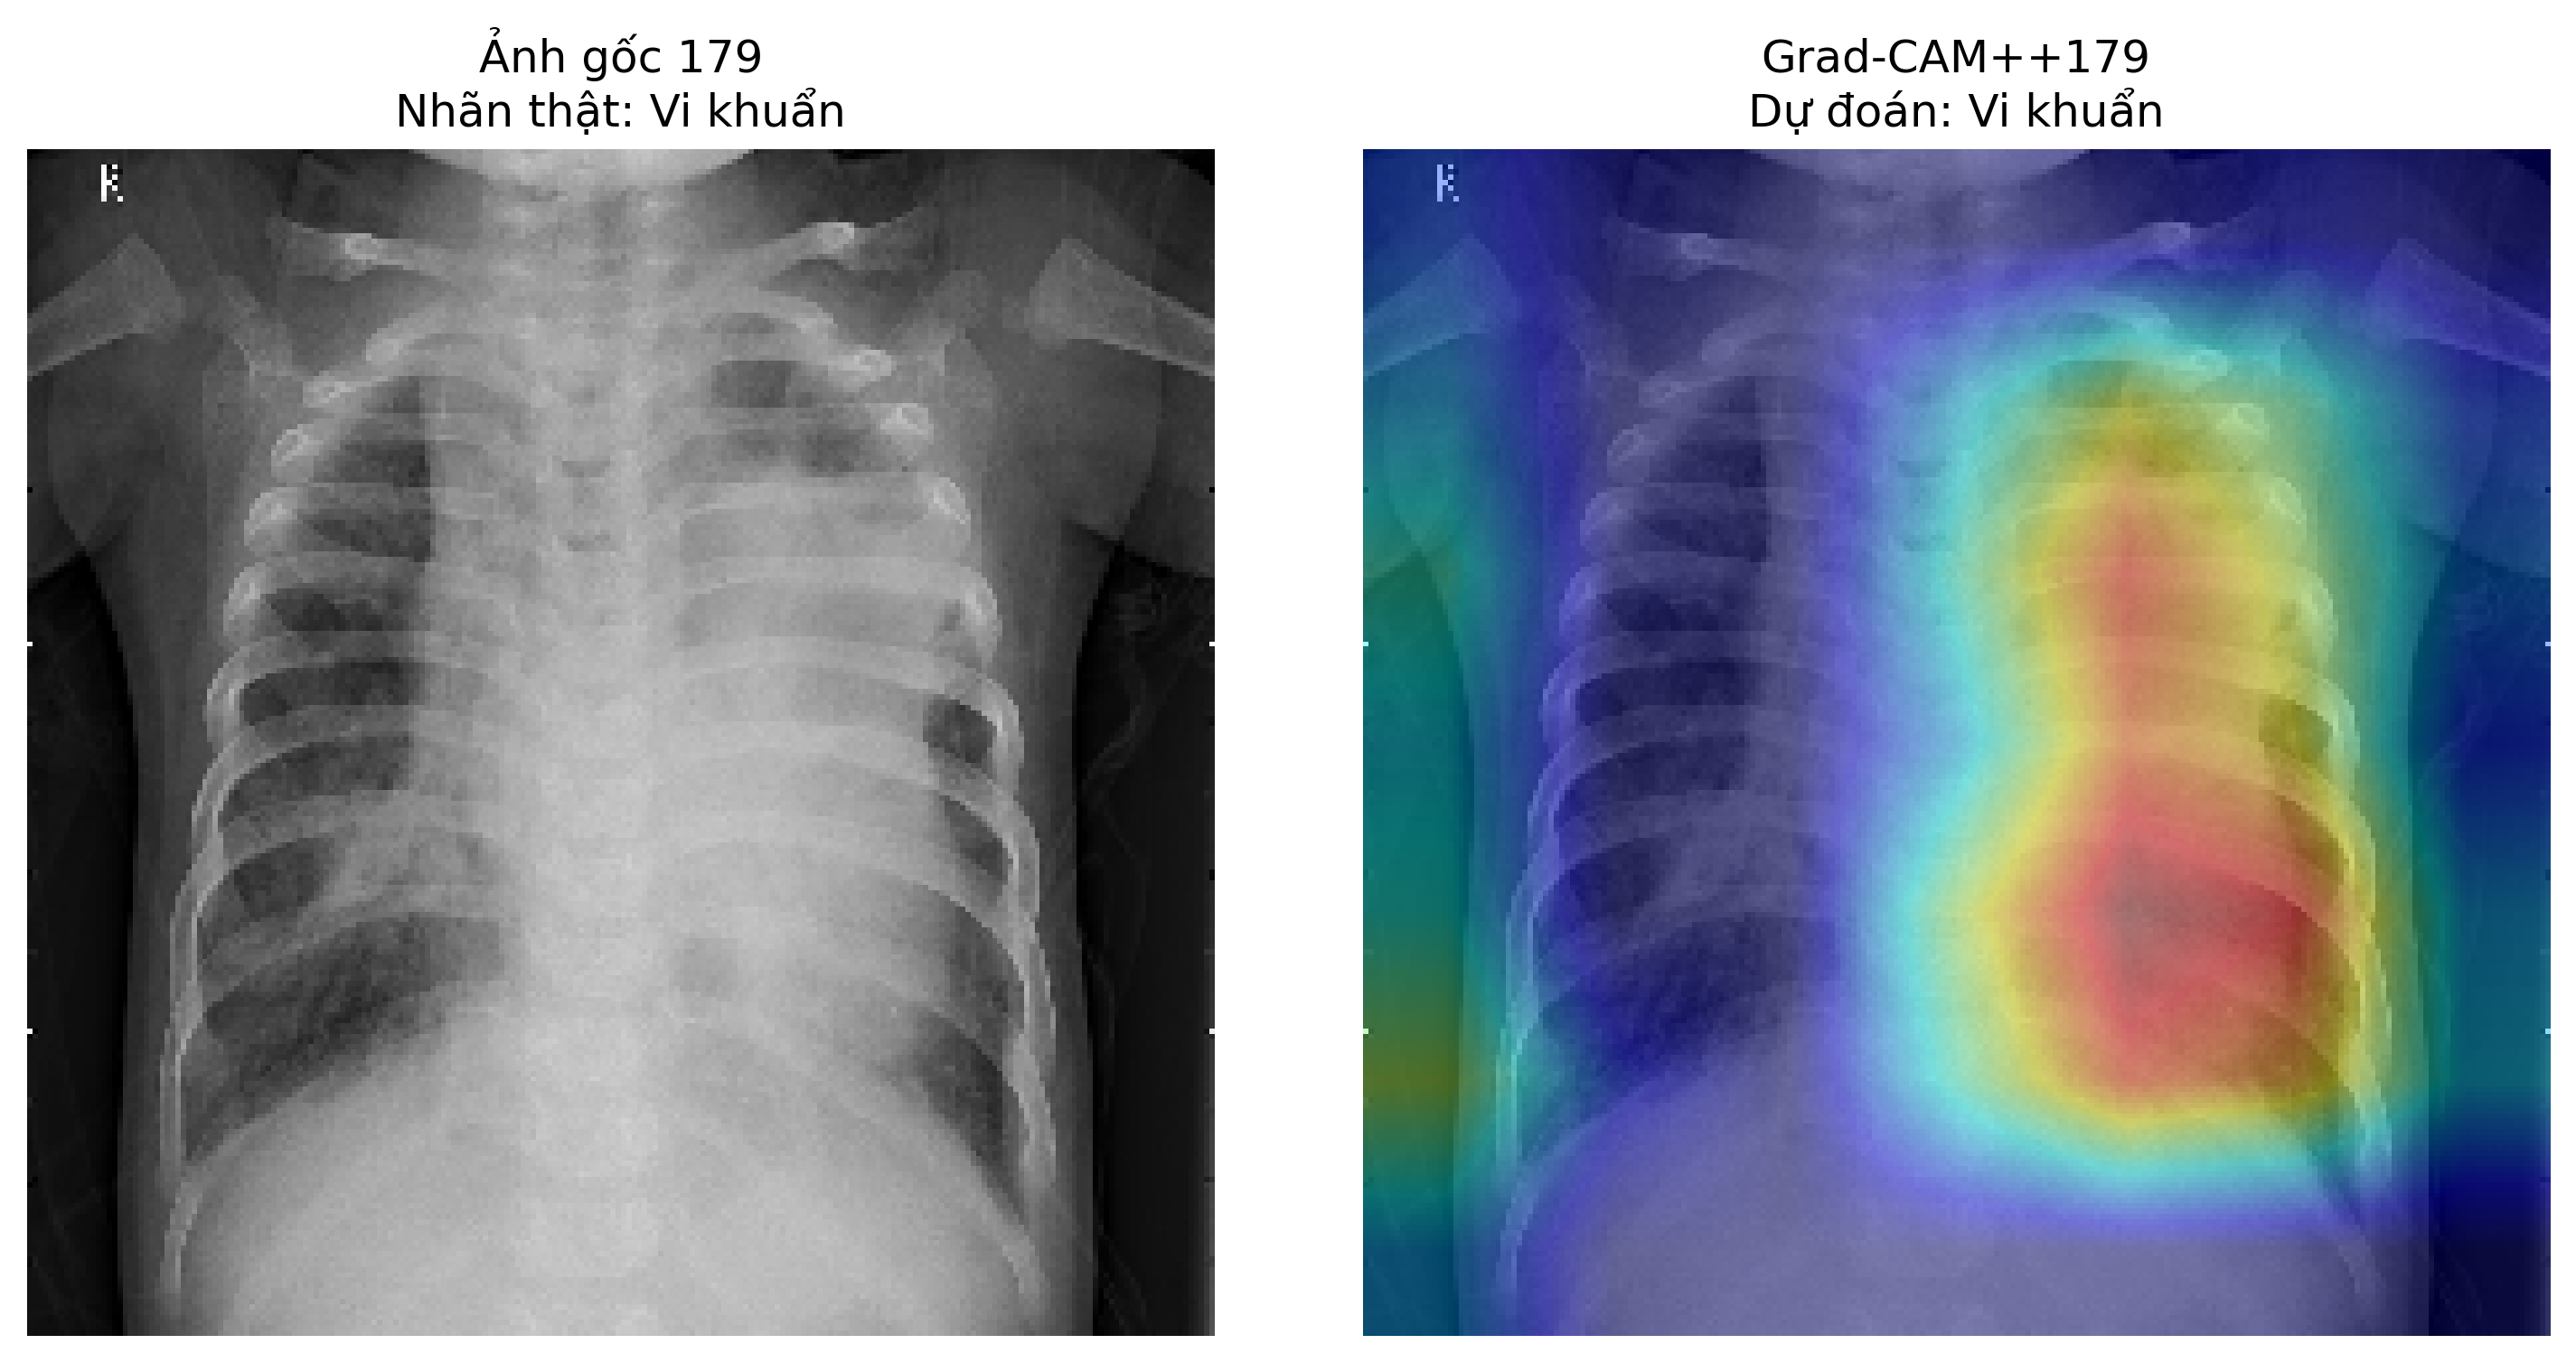 Ảnh gốc 179
Nhãn thật: Vi khuẩn
Grad-CAM++179
Dự đoán: Vi khuẩn
R